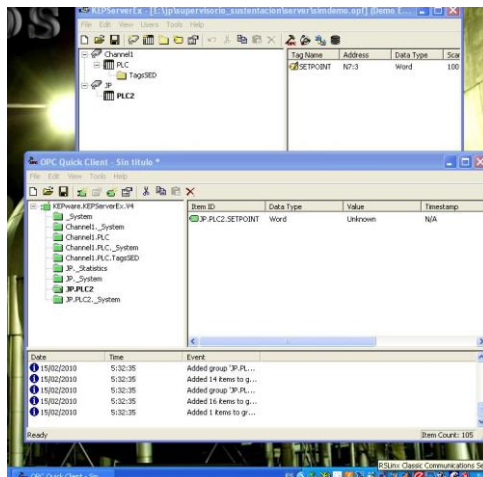 KEPServerEx - [E:\jp\supervisorio_sustentacion\server\simdemo.opf] (Demo E...
File Edit View Users Tools Help
Channel1
PLC
TagsSED
JP
PLC2
Tag Name Address Data Type Scan
SETPOINT N7:3 Word 100
OPC Quick Client - Sin título *
File Edit View Tools Help
KEPware.KEPServerEx.V4
_System
Channel1._System
Channel1.PLC
Channel1.PLC._System
Channel1.PLC.TagsSED
JP._Statistics
JP._System
JP.PLC2
JP.PLC2._System
Item ID Data Type Value Timestamp
JP.PLC2.SETPOINT Word Unknown N/A
Date Time Event
15/02/2010 5:32:35 Added group 'JP.PL...
15/02/2010 5:32:35 Added 14 items to g...
15/02/2010 5:32:35 Added group 'JP.PL...
15/02/2010 5:32:35 Added 16 items to g...
15/02/2010 5:32:35 Added 1 items to gr...
Ready Item Count: 105
RSLinx Classic Communications Se
OPC Quick Client - Sin ...
ES